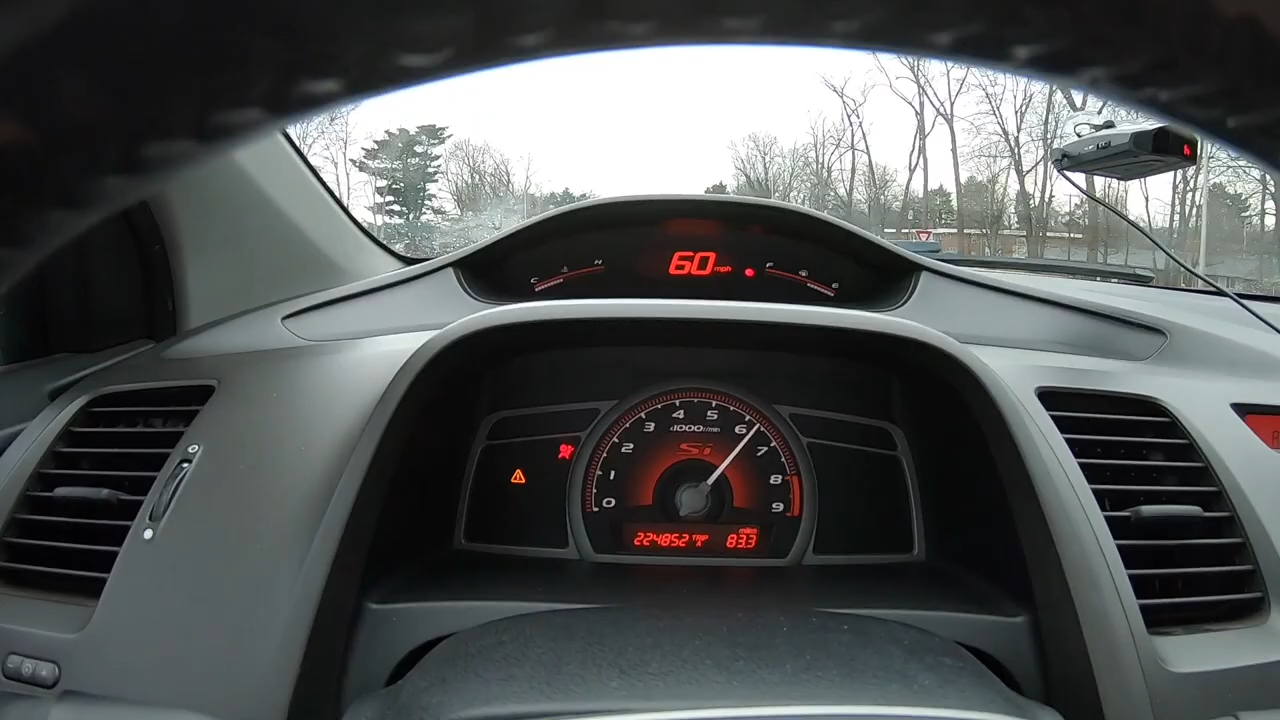 C H
60 mph
F E
4 5
3 x1000r/min 6
2 Si 7
1 8
0 9
224852 TRIP A miles 83.3